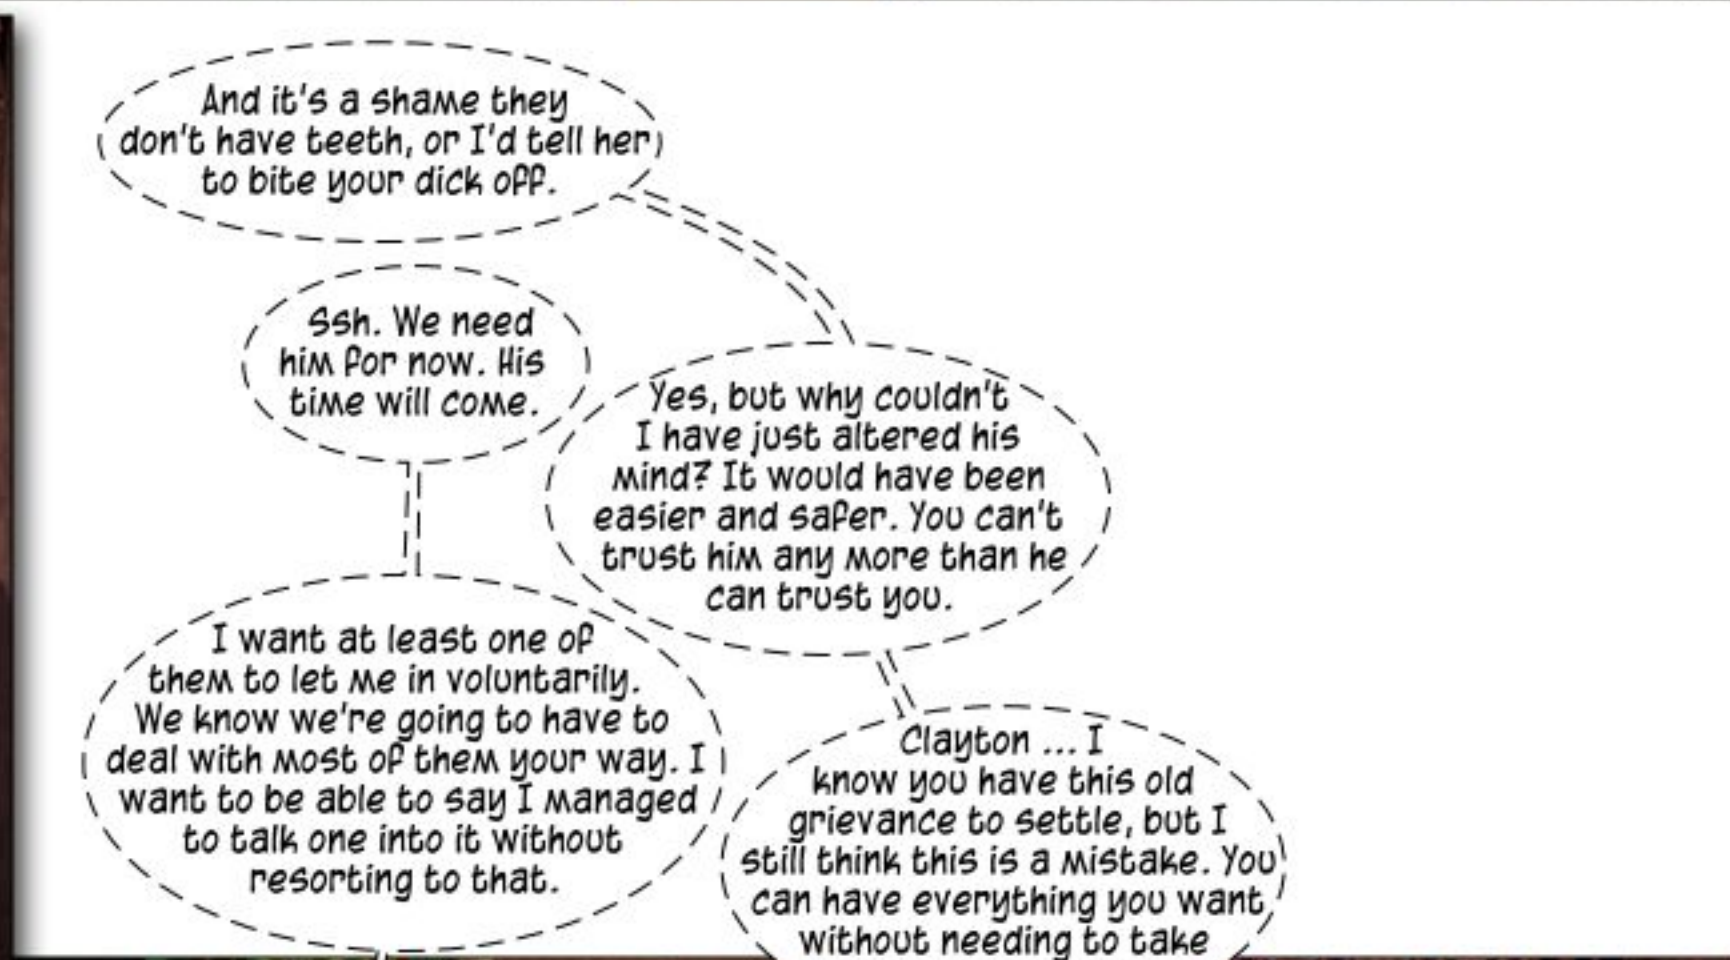 And it's a shame they
don't have teeth, or I'd tell her
to bite your dick off.
Ssh. We need
him for now. His
time will come.
Yes, but why couldn't
I have just altered his
mind? It would have been
easier and safer. You can't
trust him any more than he
can trust you.
I want at least one of
them to let me in voluntarily.
We know we're going to have to
deal with most of them your way. I
want to be able to say I managed
to talk one into it without
resorting to that.
Clayton ... I
know you have this old
grievance to settle, but I
still think this is a mistake. You
can have everything you want
without needing to take